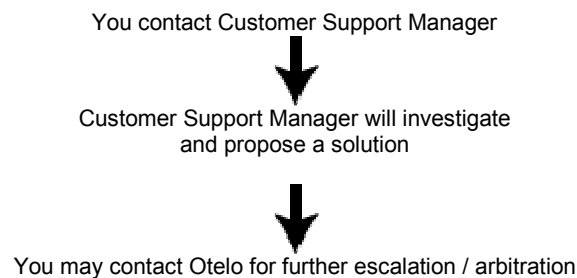 You contact Customer Support Manager
Customer Support Manager will investigate
and propose a solution
You may contact Otelo for further escalation / arbitration